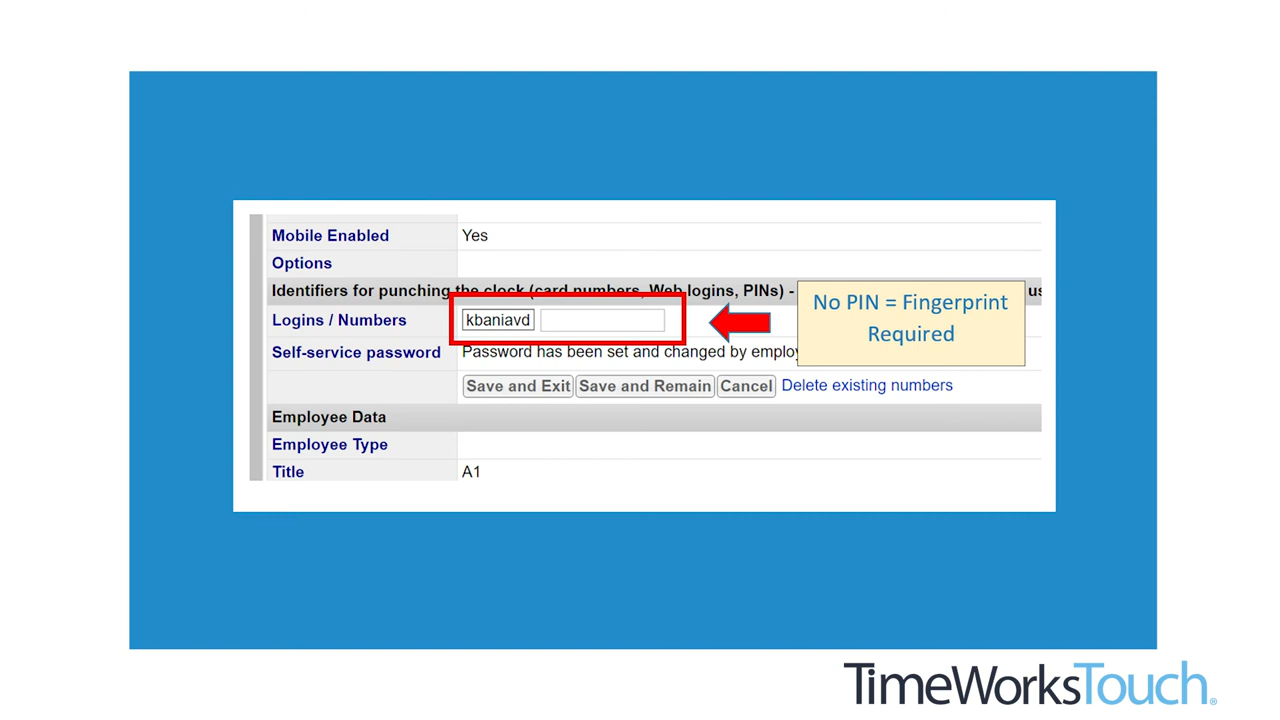 Mobile Enabled Yes
Options
Identifiers for punching the clock (card numbers, Web logins, PINs) -
No PIN = Fingerprint
Required
Logins / Numbers kbaniavd
Self-service password Password has been set and changed by
Save and Exit Save and Remain Cancel Delete existing numbers
Employee Data
Employee Type
Title A1
TimeWorksTouch®